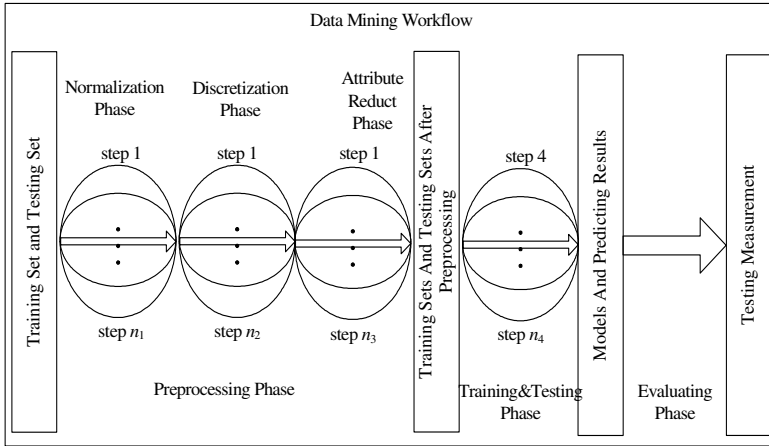 Data Mining Workflow
Training Set and Testing Set
Normalization
Phase
Discretization
Phase
Attribute
Reduct
Phase
step 1
step 1
step 1
step n1
step n2
step n3
Preprocessing Phase
Training Sets And Testing Sets After
Preprocessing
step 4
step n4
Training&Testing
Phase
Models And Predicting Results
Evaluating
Phase
Testing Measurement